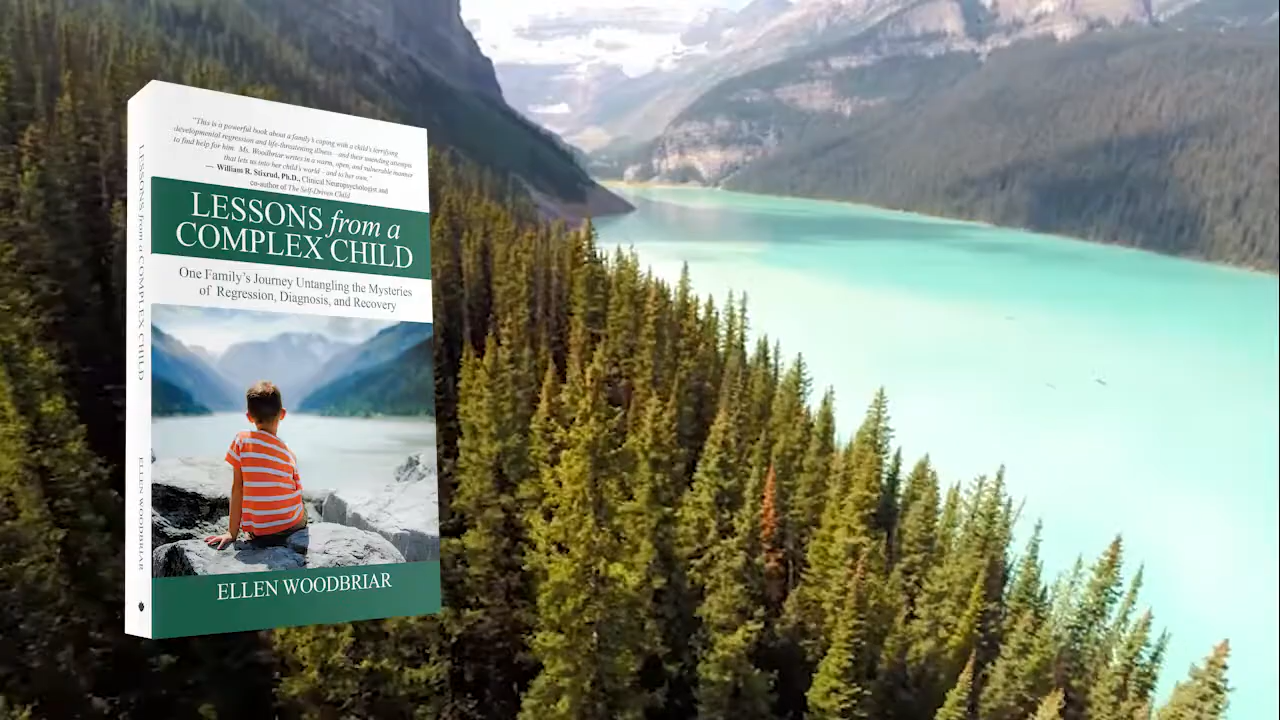 "This is a powerful book about a family's coping with a child's terrifying
developmental regression and life-threatening illness—and their unending attempts
to find help for him. Ms. Woodbriar writes in a warm, open, and vulnerable manner
that lets us into her child's world - and to her own."
— William R. Stixrud, Ph.D., Clinical Neuropsychologist and
co-author of The Self-Driven Child
LESSONS from a
COMPLEX CHILD
One Family's Journey Untangling the Mysteries
of Regression, Diagnosis, and Recovery
ELLEN WOODBRIAR
LESSONS from a COMPLEX CHILD
ELLEN WOODBRIAR